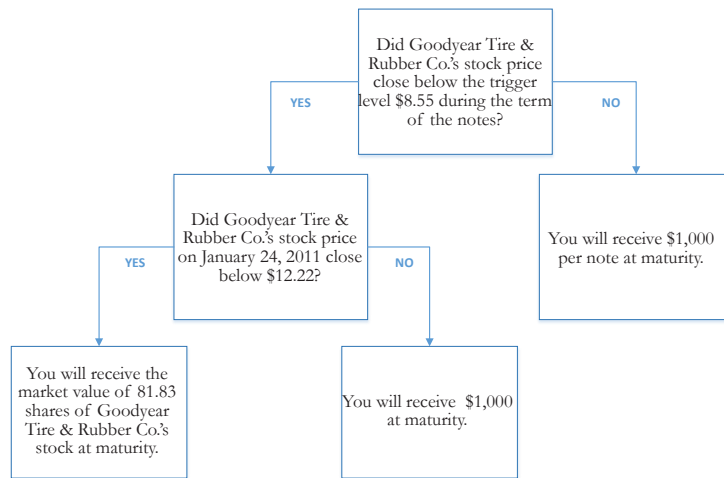 Did Goodyear Tire &
Rubber Co.'s stock price
close below the trigger
level $8.55 during the term
of the notes?
YES
NO
Did Goodyear Tire &
Rubber Co.'s stock price
on January 24, 2011 close
below $12.22?
You will receive $1,000
per note at maturity.
YES
NO
You will receive the
market value of 81.83
shares of Goodyear
Tire & Rubber Co.'s
stock at maturity.
You will receive $1,000
at maturity.